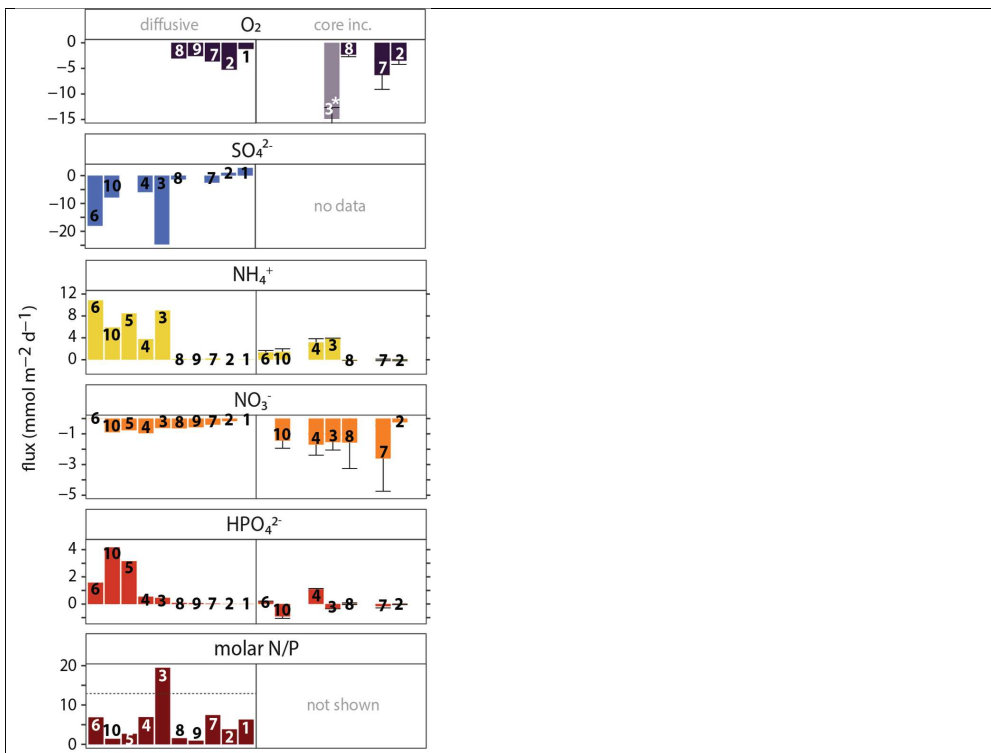 diffusive O₂ core inc.
0
−5
−10
−15
8 9 7 2 1 3* 8 7 2
SO₄²⁻
0
−10
−20
6 10 4 3 8 7 2 1
no data
flux (mmol m⁻² d⁻¹)
NH₄⁺
12
8
4
0
6 10 5 4 3 8 9 7 2 1 6 10 4 3 8 7 2
NO₃⁻
−1
−3
−5
6 10 5 4 3 8 9 7 2 1 10 4 3 8 7 2
HPO₄²⁻
4
2
0
6 10 5 4 3 8 9 7 2 1 6 10 4 3 8 7 2
molar N/P
20
10
0
6 10 5 4 3 8 9 7 2 1
not shown